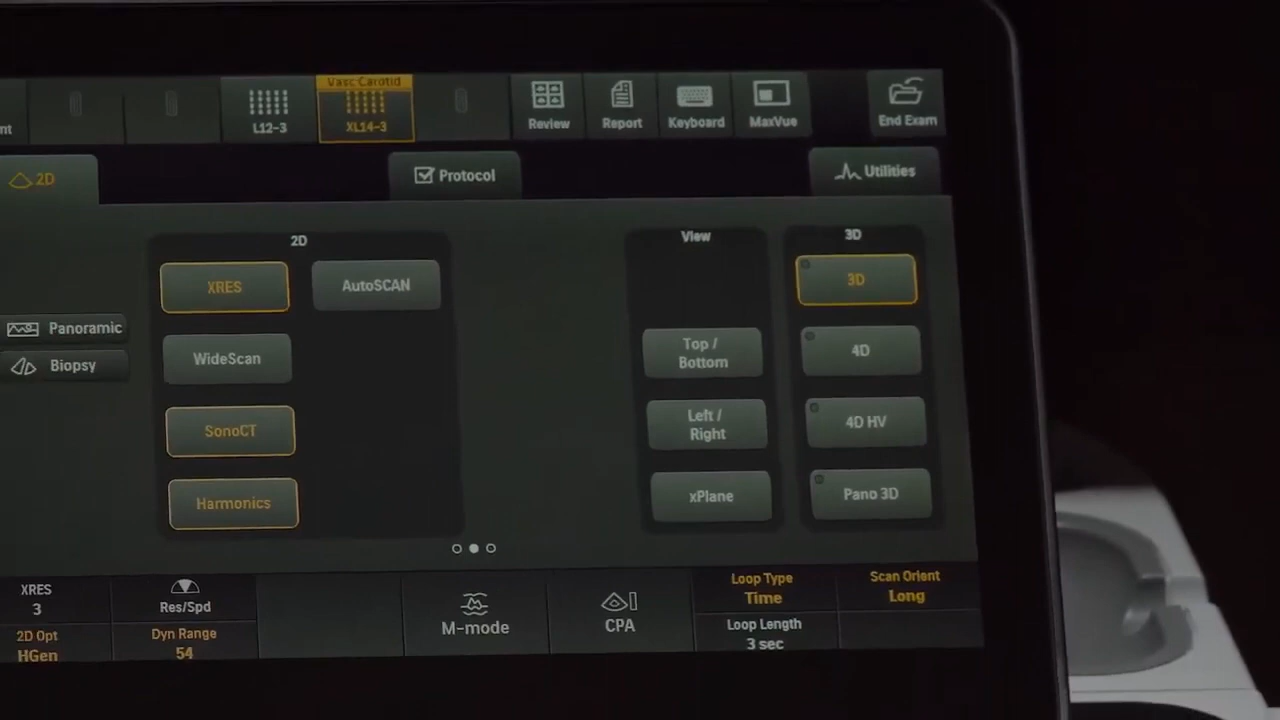 nt
L12-3
Vasc Carotid
XL14-3
Review
Report
Keyboard
MaxVue
End Exam
2D
Protocol
Utilities
2D
View
3D
XRES
AutoSCAN
3D
Panoramic
WideScan
Top /
Bottom
4D
Biopsy
SonoCT
Left /
Right
4D HV
Harmonics
xPlane
Pano 3D
XRES
3
Res/Spd
M-mode
CPA
Loop Type
Time
Scan Orient
Long
2D Opt
HGen
Dyn Range
54
Loop Length
3 sec